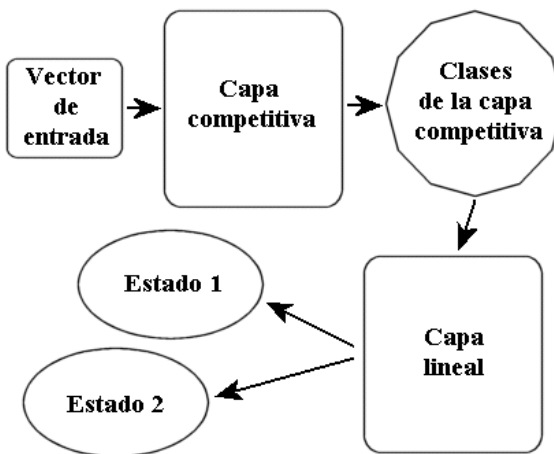 Vector
de
entrada
Capa
competitiva
Clases
de la capa
competitiva
Estado 1
Capa
lineal
Estado 2